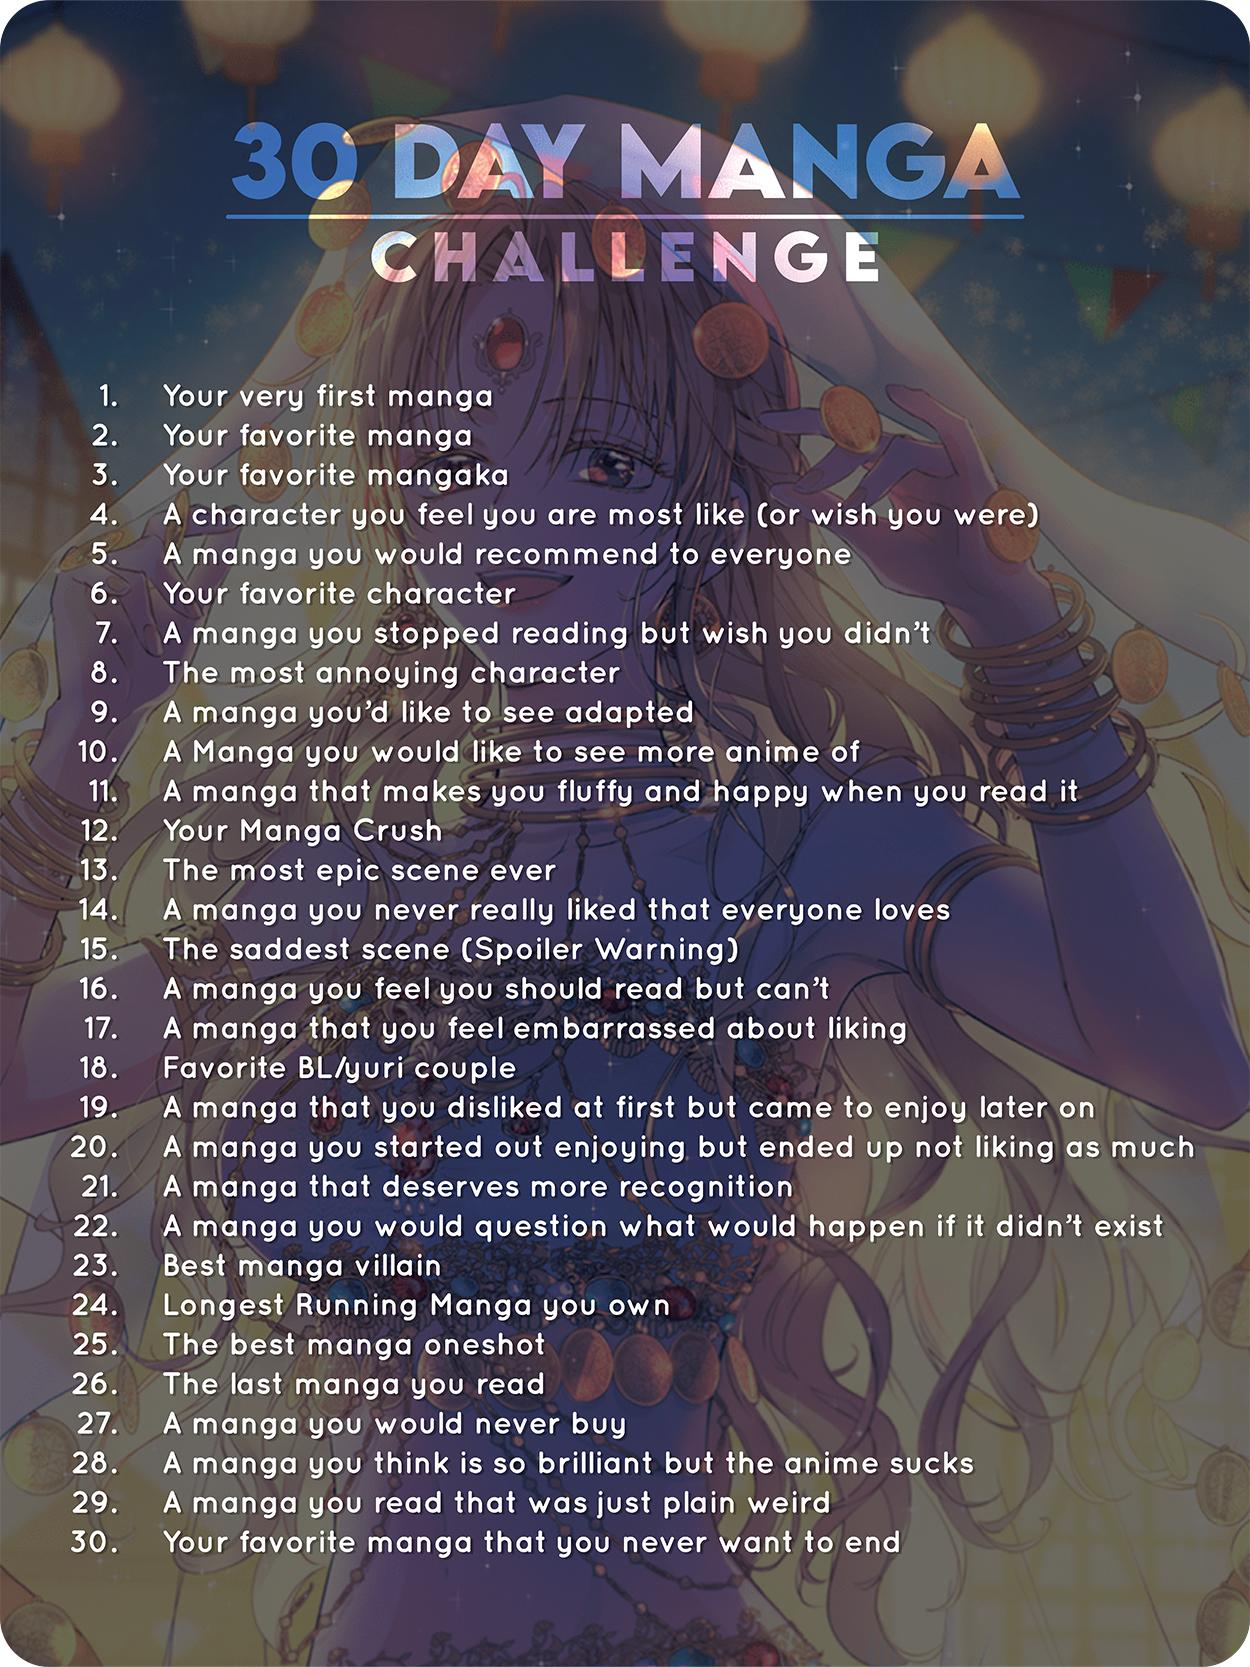 30 DAY MANGA
CHALLENGE
1. Your very first manga
2. Your favorite manga
3. Your favorite mangaka
4. A character you feel you are most like (or wish you were)
5. A manga you would recommend to everyone
6. Your favorite character
7. A manga you stopped reading but wish you didn't
8. The most annoying character
9. A manga you'd like to see adapted
10. A Manga you would like to see more anime of
11. A manga that makes you fluffy and happy when you read it
12. Your Manga Crush
13. The most epic scene ever
14. A manga you never really liked that everyone loves
15. The saddest scene (Spoiler Warning)
16. A manga you feel you should read but can't
17. A manga that you feel embarrassed about liking
18. Favorite BL/yuri couple
19. A manga that you disliked at first but came to enjoy later on
20. A manga you started out enjoying but ended up not liking as much
21. A manga that deserves more recognition
22. A manga you would question what would happen if it didn't exist
23. Best manga villain
24. Longest Running Manga you own
25. The best manga oneshot
26. The last manga you read
27. A manga you would never buy
28. A manga you think is so brilliant but the anime sucks
29. A manga you read that was just plain weird
30. Your favorite manga that you never want to end